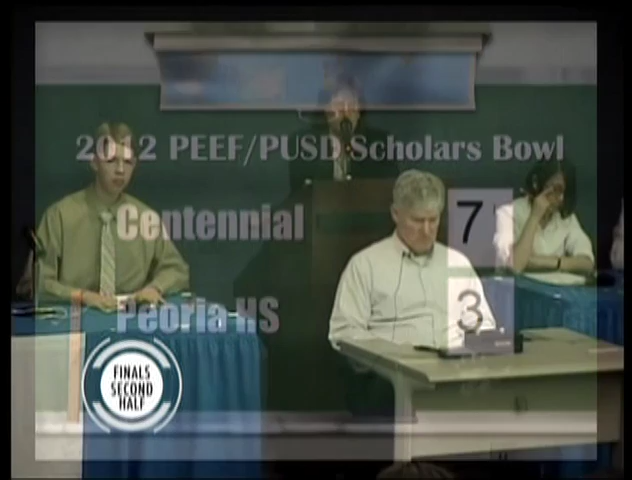 2012 PEEF/PUSD Scholars Bowl
Centennial
7
Peoria HS
3
FINALS
SECOND
HALF